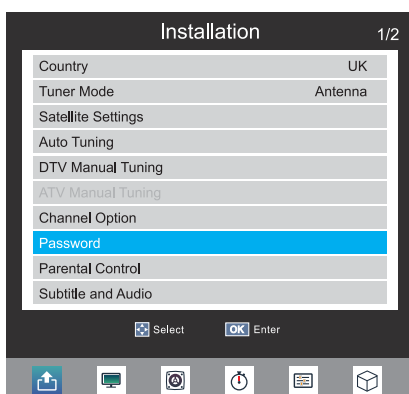 Installation 1/2
Country UK
Tuner Mode Antenna
Satellite Settings
Auto Tuning
DTV Manual Tuning
ATV Manual Tuning
Channel Option
Password
Parental Control
Subtitle and Audio
Select OK Enter